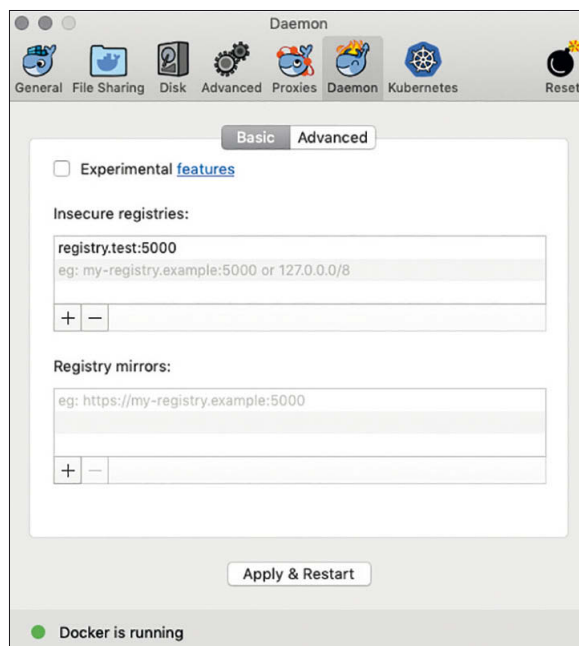 Daemon
General File Sharing Disk Advanced Proxies Daemon Kubernetes Reset
Basic Advanced
Experimental features
Insecure registries:
registry.test:5000
eg: my-registry.example:5000 or 127.0.0.0/8
+ −
Registry mirrors:
eg: https://my-registry.example:5000
+ −
Apply & Restart
Docker is running